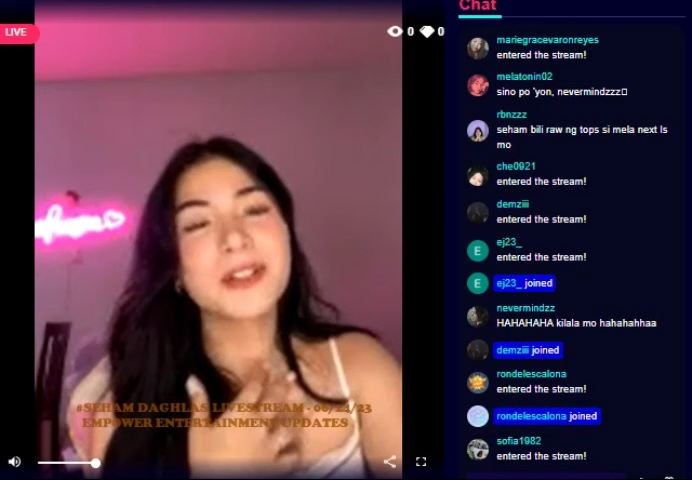 Chat
LIVE
0
0
mariegracevaronreyes
entered the stream!
melatonin02
sino po 'yon, nevermindzzz
rbnzzz
seham bili raw ng tops si mela next ls
mo
che0921
entered the stream!
demziii
entered the stream!
ej23_
entered the stream!
E
ej23_ joined
E
nevermindzz
HAHAHAHA kilala mo hahahahhaa
demziii joined
rondelescalona
entered the stream!
rondelescalona joined
sofia1982
entered the stream!
#SEHAM DAGHLAS LIVESTREAM - 06/24/23
EMPOWER ENTERTAINMENT UPDATES